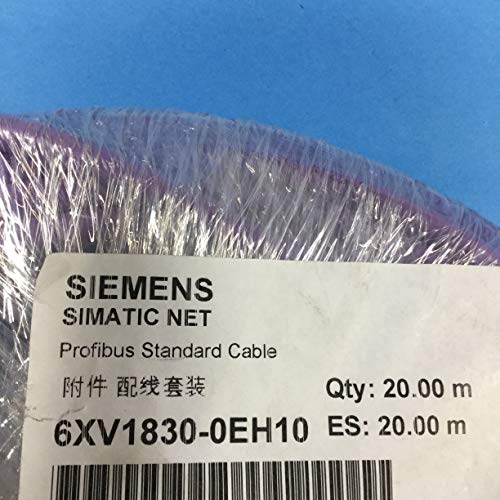 SIEMENS
SIMATIC NET
Profibus Standard Cable
附件 配线套装 Qty: 20.00 m
6XV1830-0EH10 ES: 20.00 m